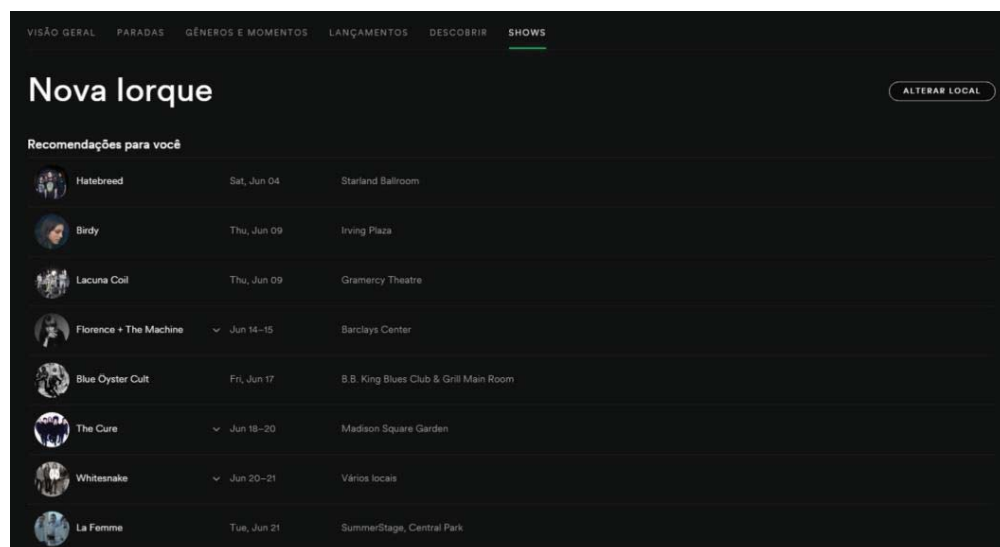 VISÃO GERAL PARADAS GÊNEROS E MOMENTOS LANÇAMENTOS DESCOBRIR SHOWS
Nova Iorque
ALTERAR LOCAL
Recomendações para você
Hatebreed Sat, Jun 04 Starland Ballroom
Birdy Thu, Jun 09 Irving Plaza
Lacuna Coil Thu, Jun 09 Gramercy Theatre
Florence + The Machine Jun 14–15 Barclays Center
Blue Öyster Cult Fri, Jun 17 B.B. King Blues Club & Grill Main Room
The Cure Jun 18–20 Madison Square Garden
Whitesnake Jun 20–21 Vários locais
La Femme Tue, Jun 21 SummerStage, Central Park